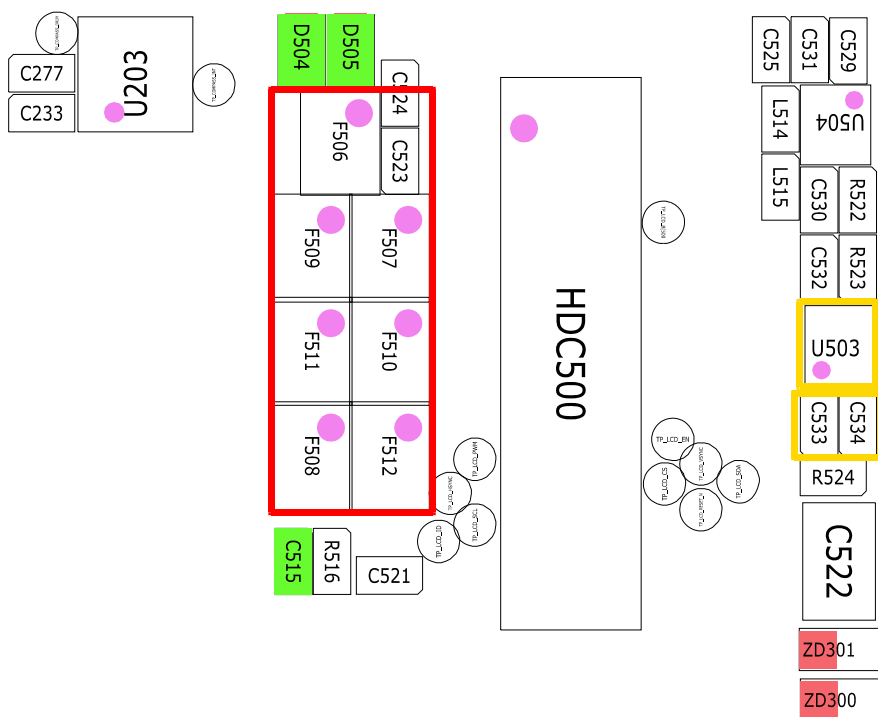 D504
D505
C525
C531
C529
C277
U203
C524
C233
F506
C523
L514
U504
L515
C530
R522
F509
F507
C532
R523
F511
F510
HDC500
U503
F508
F512
C533
C534
TP_LCD_EN
R524
C515
R516
C521
C522
ZD301
ZD300